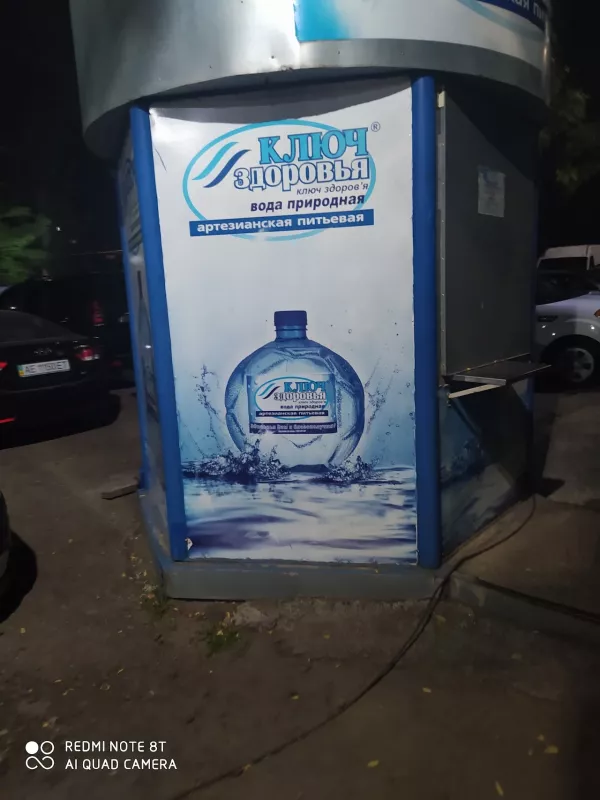 КЛЮЧ®
ЗДОРОВЬЯ
ключ здоров'я
вода природная
артезианская питьевая
КЛЮЧ
ЗДОРОВЬЯ
вода природная
артезианская питьевая
REDMI NOTE 8T
AI QUAD CAMERA